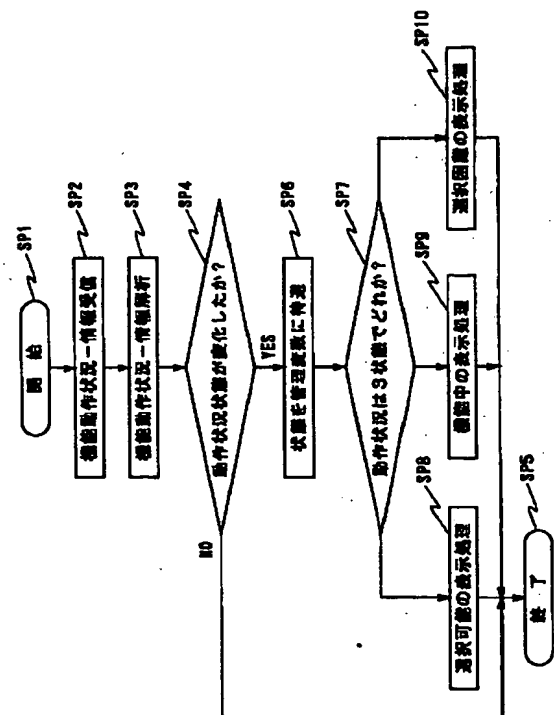 開 始
SP1
機能動作状況-情報受信
SP2
機能動作状況-情報解析
SP3
動作状況状態が変化したか?
SP4
NO
YES
状態を管理変数に待避
SP6
動作状況は3状態でどれか?
SP7
選択可能の表示処理
SP8
機能中の表示処理
SP9
選択困難の表示処理
SP10
終 了
SP5